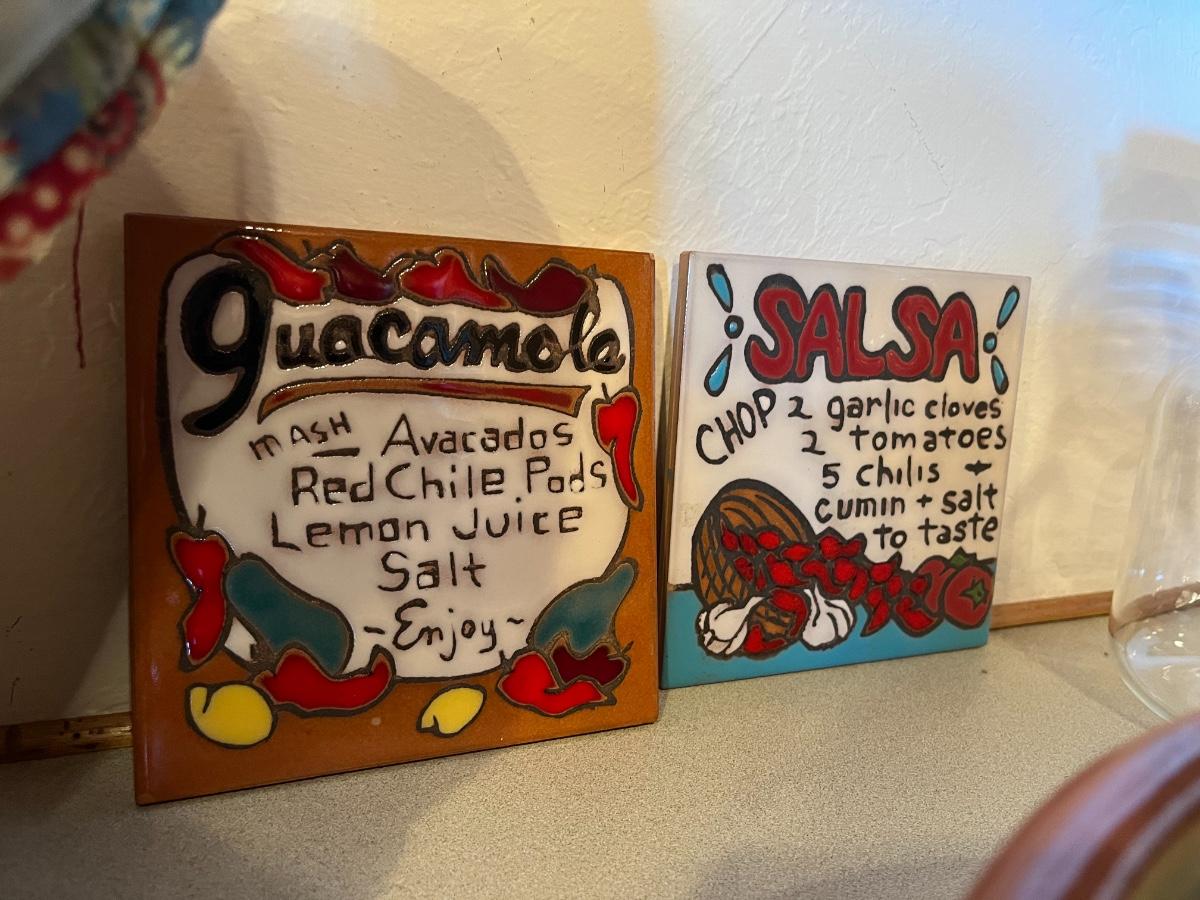 guacamole
mASH Avacados
Red Chile Pods
Lemon Juice
Salt
~Enjoy~
SALSA
CHOP 2 garlic cloves
2 tomatoes
5 chilis +
cumin + salt
to taste